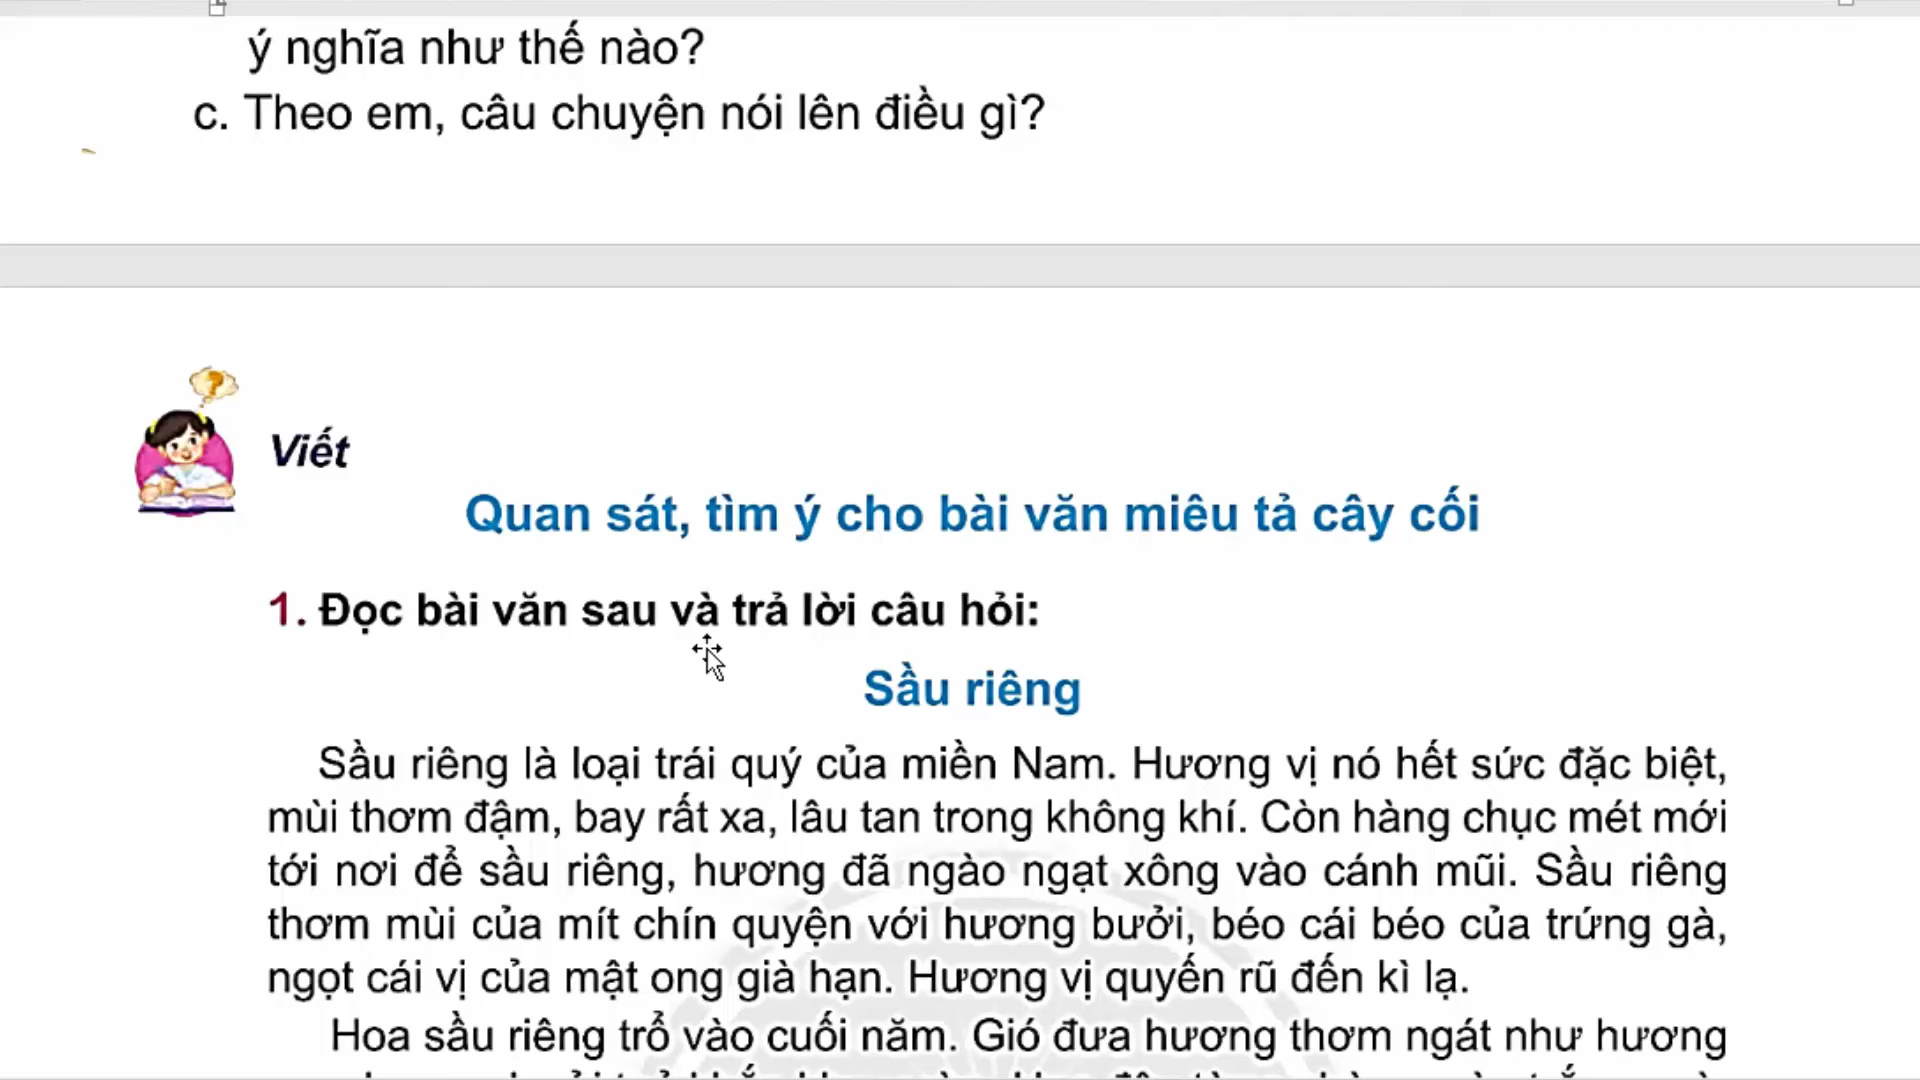 ý nghĩa như thế nào?
c. Theo em, câu chuyện nói lên điều gì?
Viết
Quan sát, tìm ý cho bài văn miêu tả cây cối
1. Đọc bài văn sau và trả lời câu hỏi:
Sầu riêng
Sầu riêng là loại trái quý của miền Nam. Hương vị nó hết sức đặc biệt,
mùi thơm đậm, bay rất xa, lâu tan trong không khí. Còn hàng chục mét mới
tới nơi để sầu riêng, hương đã ngào ngạt xông vào cánh mũi. Sầu riêng
thơm mùi của mít chín quyện với hương bưởi, béo cái béo của trứng gà,
ngọt cái vị của mật ong già hạn. Hương vị quyến rũ đến kì lạ.
Hoa sầu riêng trổ vào cuối năm. Gió đưa hương thơm ngát như hương